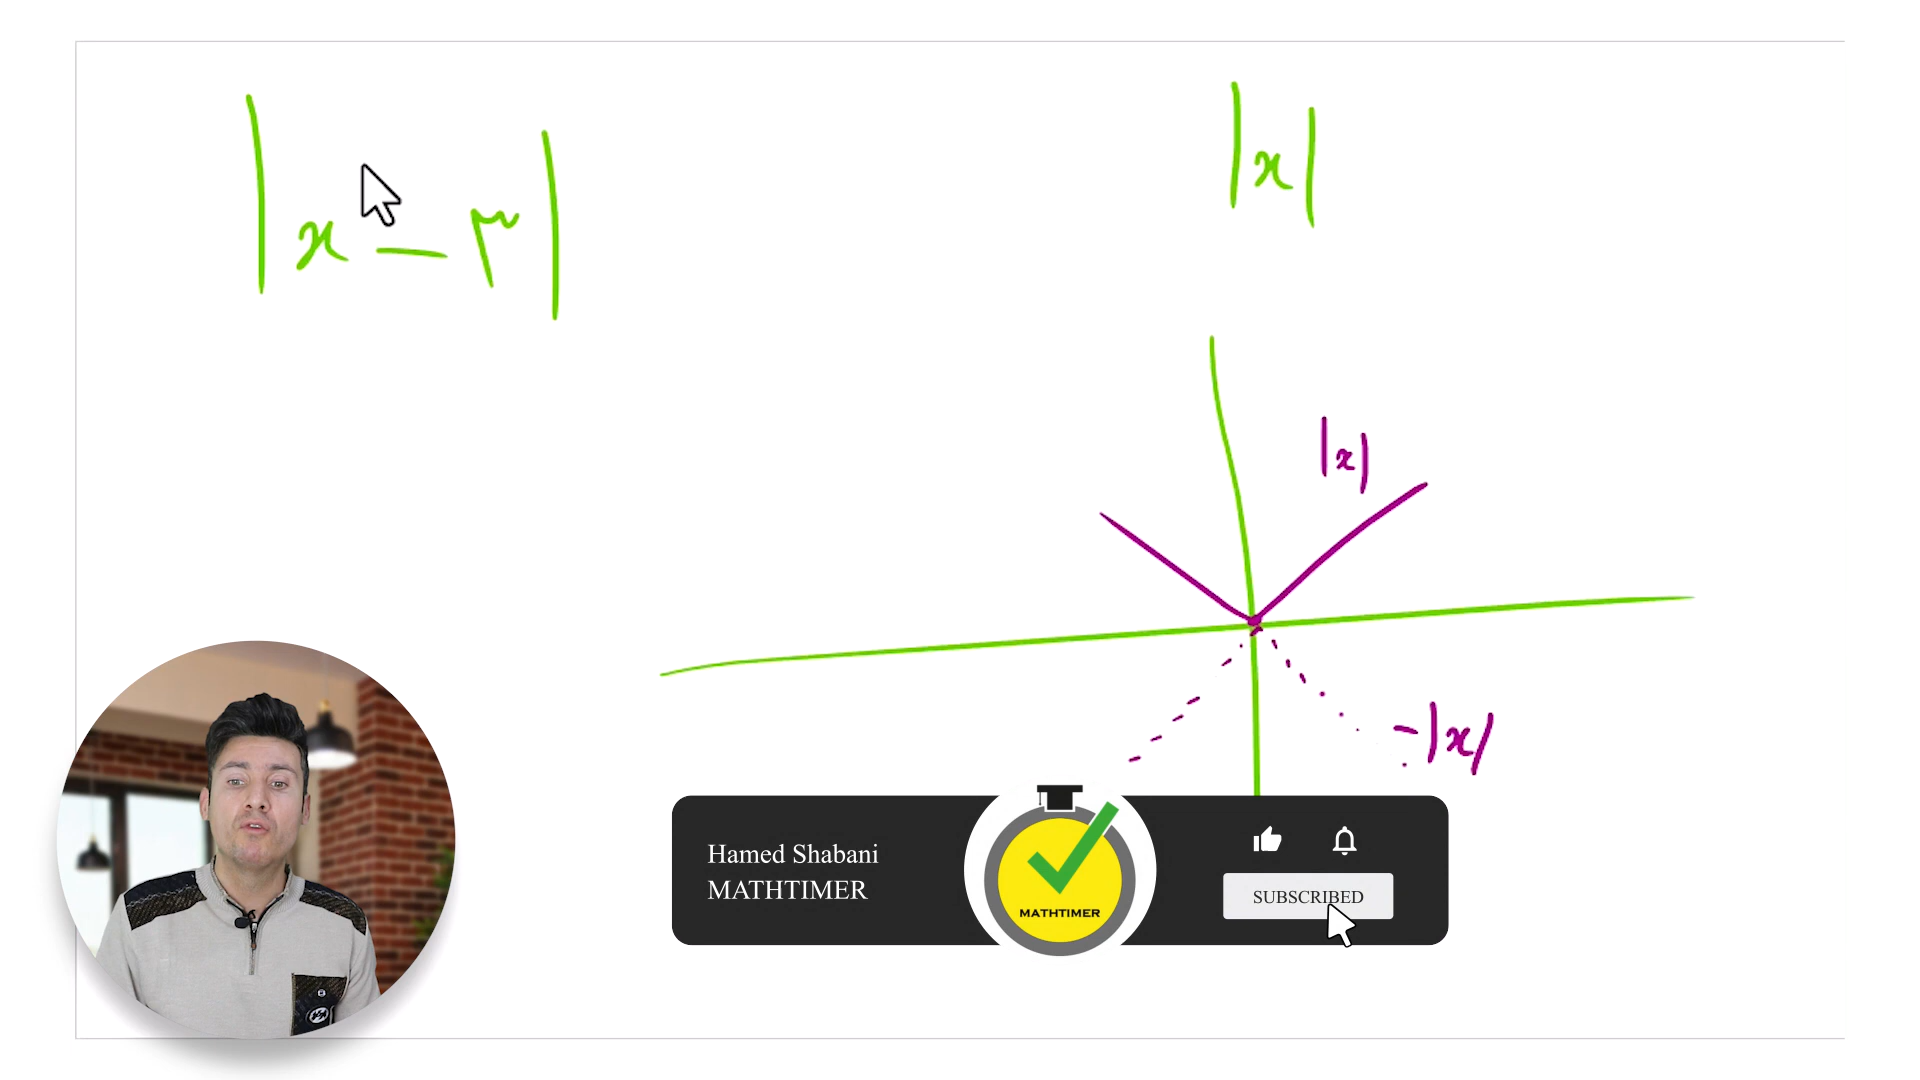 |x - ۳|
|x|
|x|
-|x|
Hamed Shabani
MATHTIMER
MATHTIMER
SUBSCRIBED